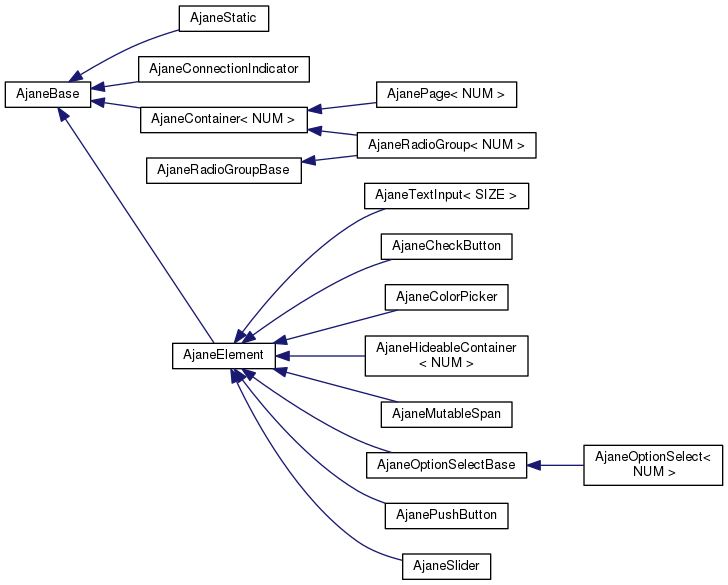 AjaneStatic
AjaneConnectionIndicator
AjaneBase
AjanePage< NUM >
AjaneContainer< NUM >
AjaneRadioGroup< NUM >
AjaneRadioGroupBase
AjaneTextInput< SIZE >
AjaneCheckButton
AjaneColorPicker
AjaneElement
AjaneHideableContainer
< NUM >
AjaneMutableSpan
AjaneOptionSelectBase
AjaneOptionSelect<
NUM >
AjanePushButton
AjaneSlider